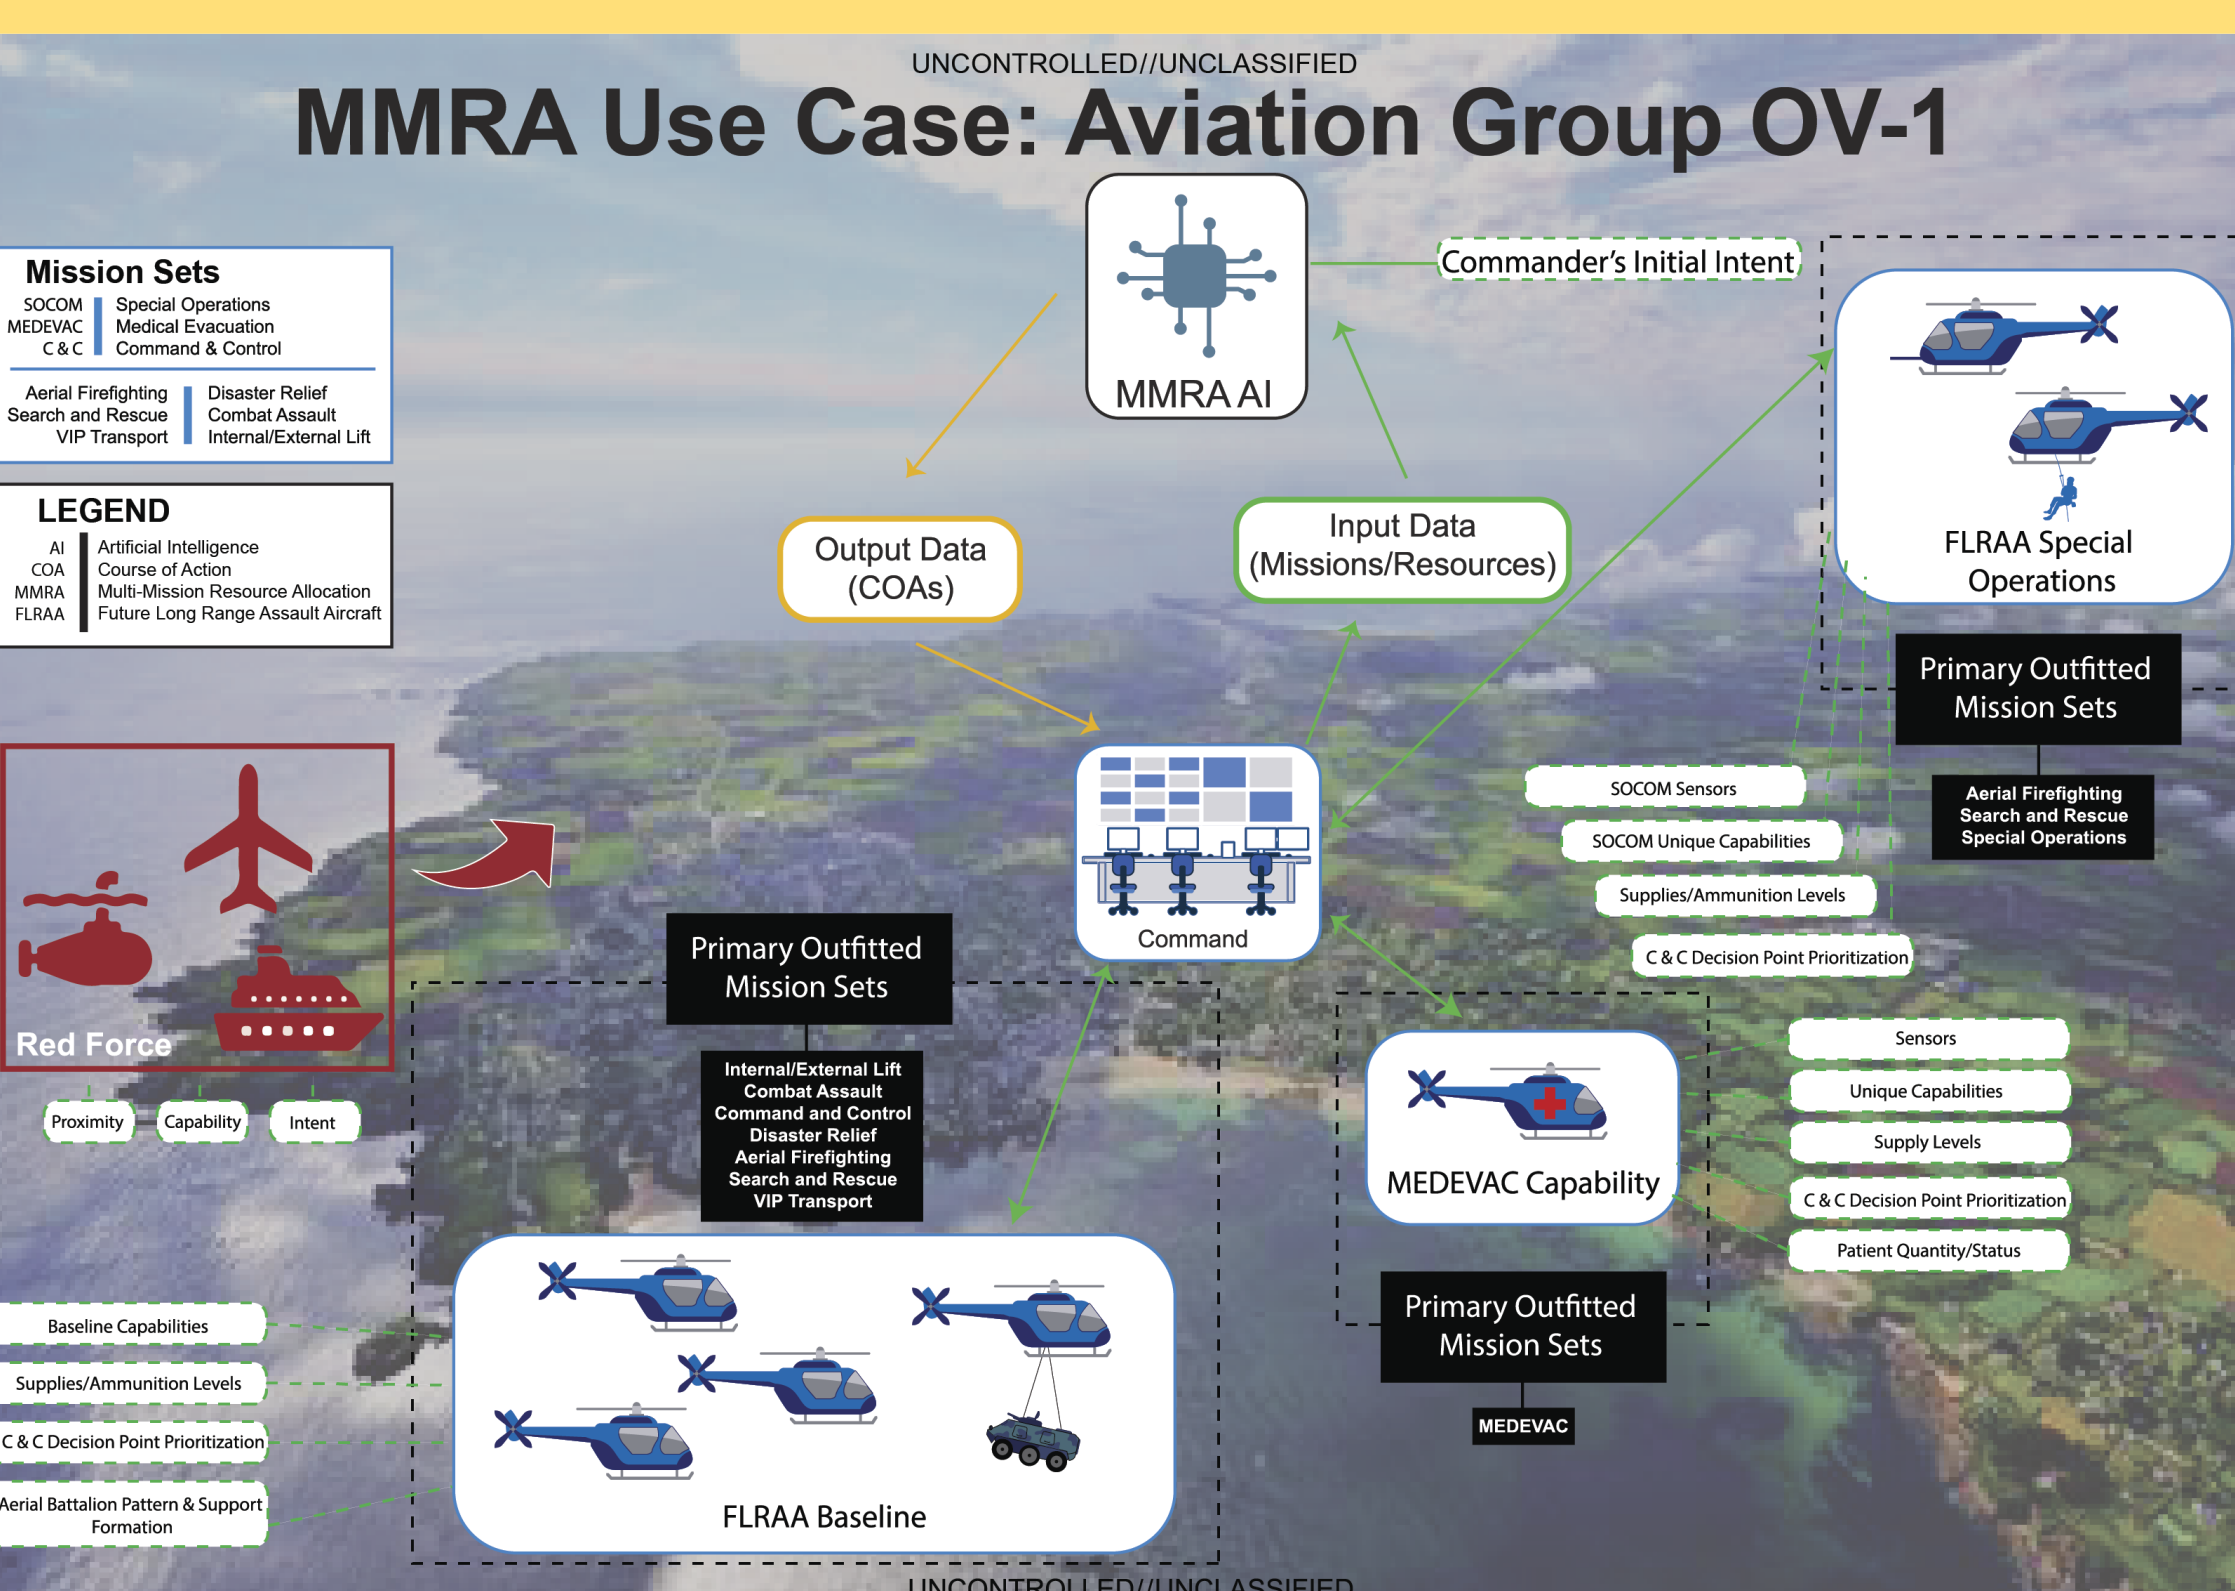 UNCONTROLLED//UNCLASSIFIED
MMRA Use Case: Aviation Group OV-1
MMRA AI
Commander's Initial Intent
Mission Sets
SOCOM Special Operations
MEDEVAC Medical Evacuation
C & C Command & Control
Aerial Firefighting Disaster Relief
Search and Rescue Combat Assault
VIP Transport Internal/External Lift
LEGEND
AI Artificial Intelligence
COA Course of Action
MMRA Multi-Mission Resource Allocation
FLRAA Future Long Range Assault Aircraft
Output Data
(COAs)
Input Data
(Missions/Resources)
FLRAA Special
Operations
Primary Outfitted
Mission Sets
Aerial Firefighting
Search and Rescue
Special Operations
SOCOM Sensors
SOCOM Unique Capabilities
Supplies/Ammunition Levels
C & C Decision Point Prioritization
Command
Red Force
Proximity
Capability
Intent
Primary Outfitted
Mission Sets
Internal/External Lift
Combat Assault
Command and Control
Disaster Relief
Aerial Firefighting
Search and Rescue
VIP Transport
MEDEVAC Capability
Sensors
Unique Capabilities
Supply Levels
C & C Decision Point Prioritization
Patient Quantity/Status
Primary Outfitted
Mission Sets
MEDEVAC
Baseline Capabilities
Supplies/Ammunition Levels
C & C Decision Point Prioritization
Aerial Battalion Pattern & Support
Formation
FLRAA Baseline
UNCONTROLLED//UNCLASSIFIED